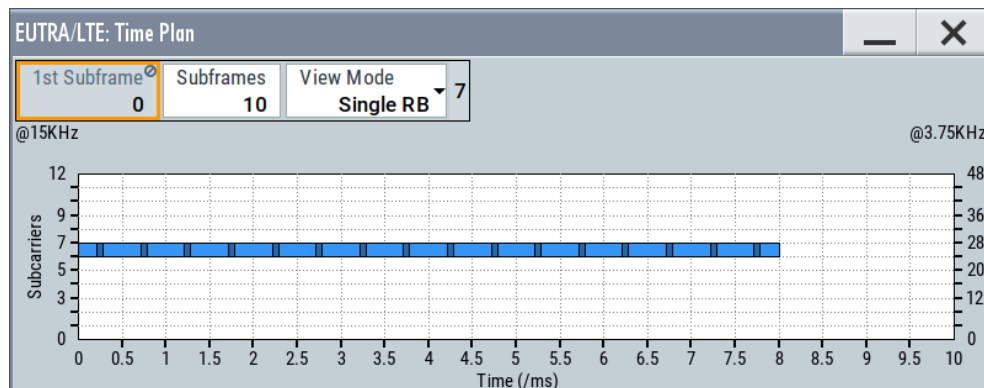 EUTRA/LTE: Time Plan
1st Subframe Subframes View Mode
0 10 Single RB 7
@15KHz @3.75KHz
12 48
9 36
7 28
5 20
3 12
0 0
Subcarriers
0 0.5 1 1.5 2 2.5 3 3.5 4 4.5 5 5.5 6 6.5 7 7.5 8 8.5 9 9.5 10
Time (/ms)